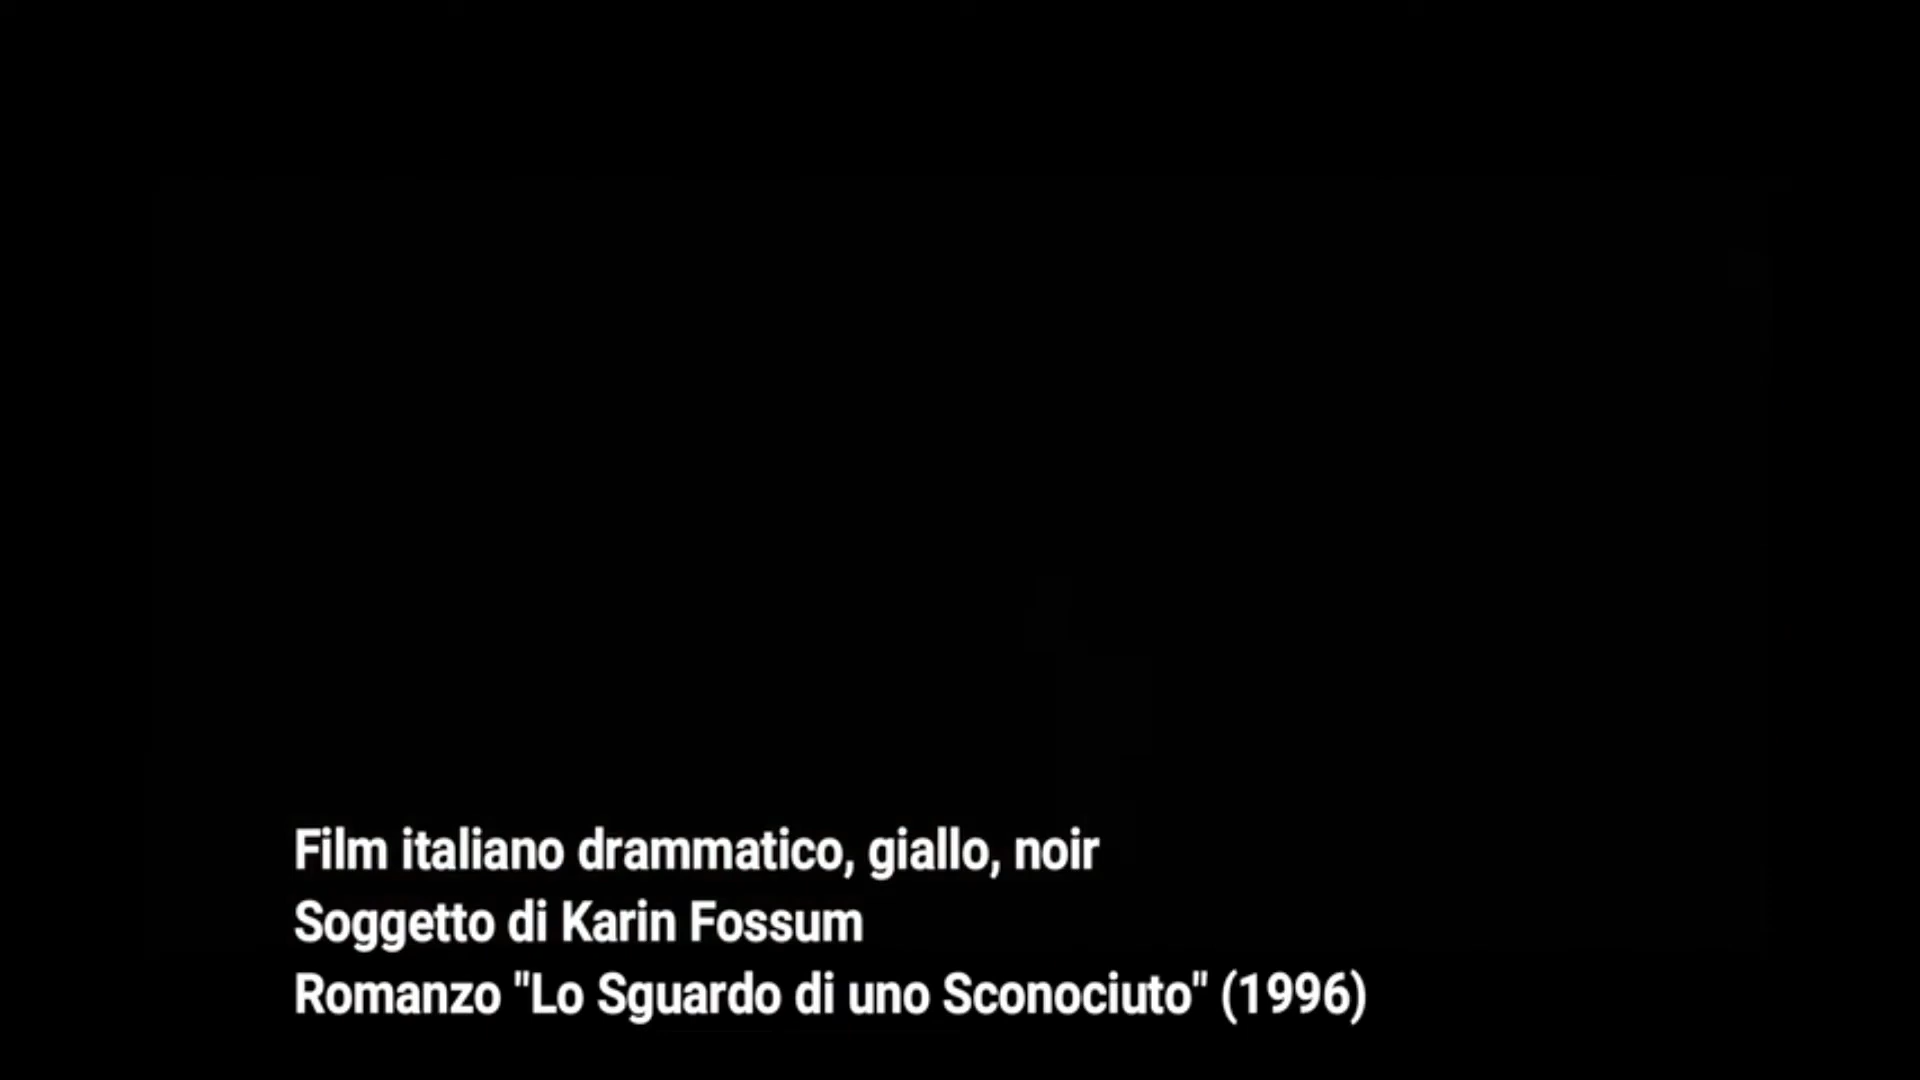 Film italiano drammatico, giallo, noir
Soggetto di Karin Fossum
Romanzo "Lo Sguardo di uno Sconociuto" (1996)